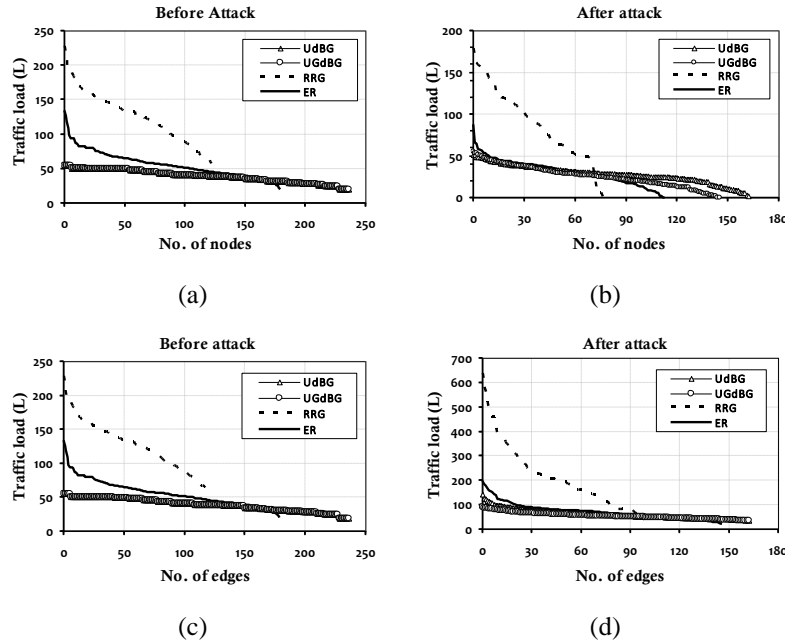 Before Attack
Traffic load (L)
250
200
150
100
50
0
UdBG
UGdBG
RRG
ER
0 50 100 150 200 250
No. of nodes
(a)
After attack
Traffic load (L)
200
150
100
50
0
UdBG
UGdBG
RRG
ER
0 30 60 90 120 150 180
No. of nodes
(b)
Before attack
Traffic load (L)
250
200
150
100
50
0
UdBG
UGdBG
RRG
ER
0 50 100 150 200 250
No. of edges
(c)
After attack
Traffic load (L)
700
600
500
400
300
200
100
0
UdBG
UGdBG
RRG
ER
0 30 60 90 120 150 180
No. of edges
(d)